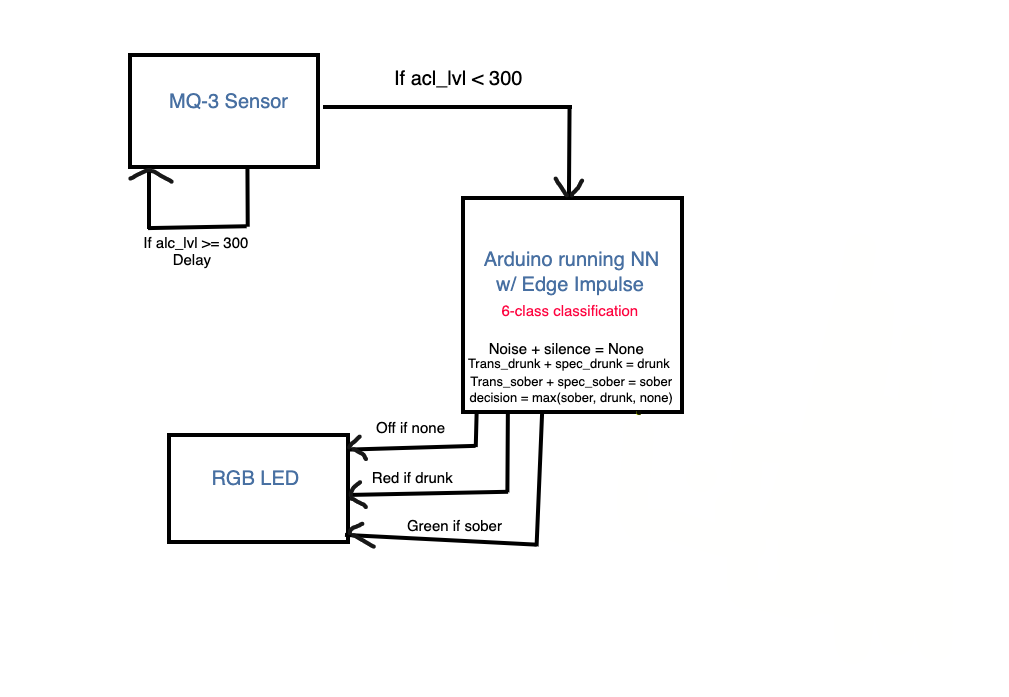 If acl_lvl < 300
MQ-3 Sensor
If alc_lvl >= 300
Delay
Arduino running NN
w/ Edge Impulse
6-class classification
Noise + silence = None
Trans_drunk + spec_drunk = drunk
Trans_sober + spec_sober = sober
decision = max(sober, drunk, none)
Off if none
Red if drunk
Green if sober
RGB LED